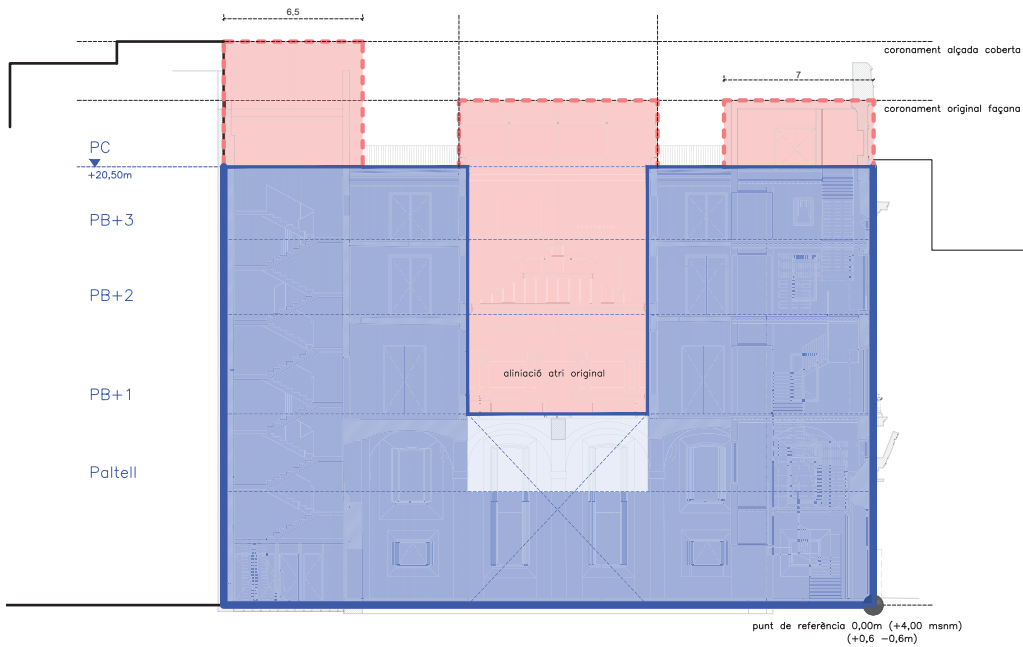 6,5
coronament alçada coberta
7
coronament original façana
PC
+20,50m
PB+3
PB+2
aliniació atri original
PB+1
Paltell
punt de referència 0,00m (+4,00 msnm)
(+0,6 -0,6m)